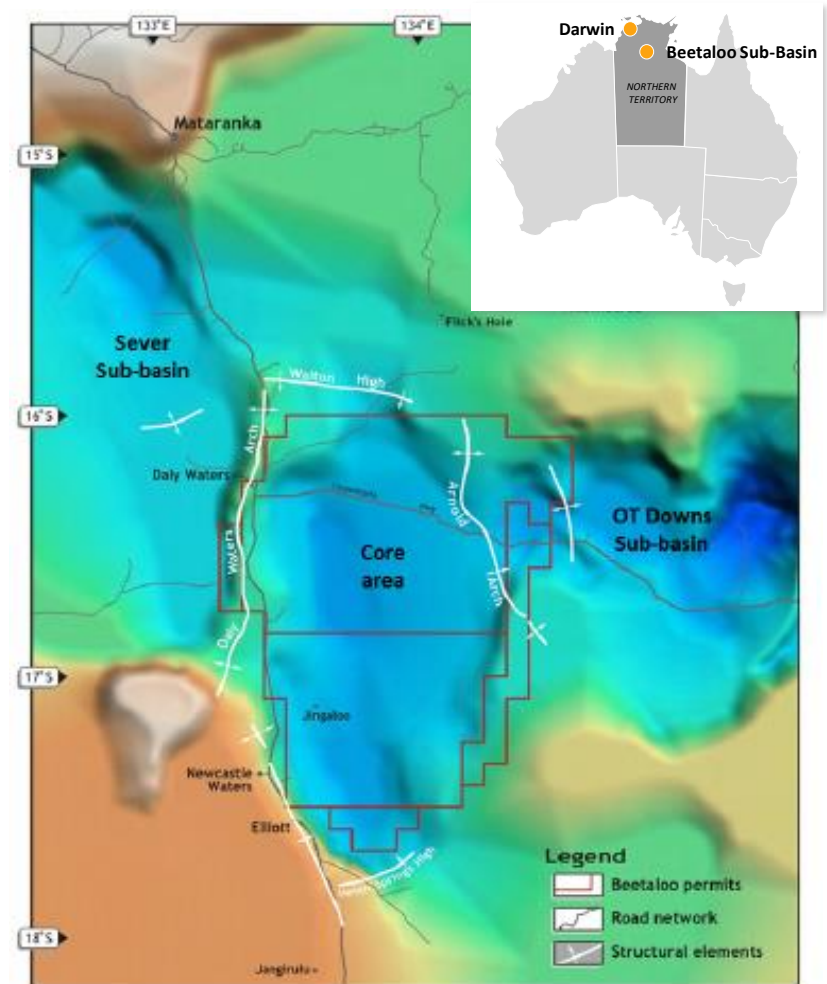 133°E
134°E
Darwin
Beetaloo Sub-Basin
NORTHERN
TERRITORY
Mataranka
15°S
Flick's Hole
Sever
Sub-basin
Walton High
16°S
Arch
Daly Waters
Arnold
OT Downs
Sub-basin
Core
area
Waters
Arch
Daly
17°S
Jingaloo
Newcastle
Waters
Elliott
Springs High
Legend
Beetaloo permits
Road network
Structural elements
18°S
Jangirulu